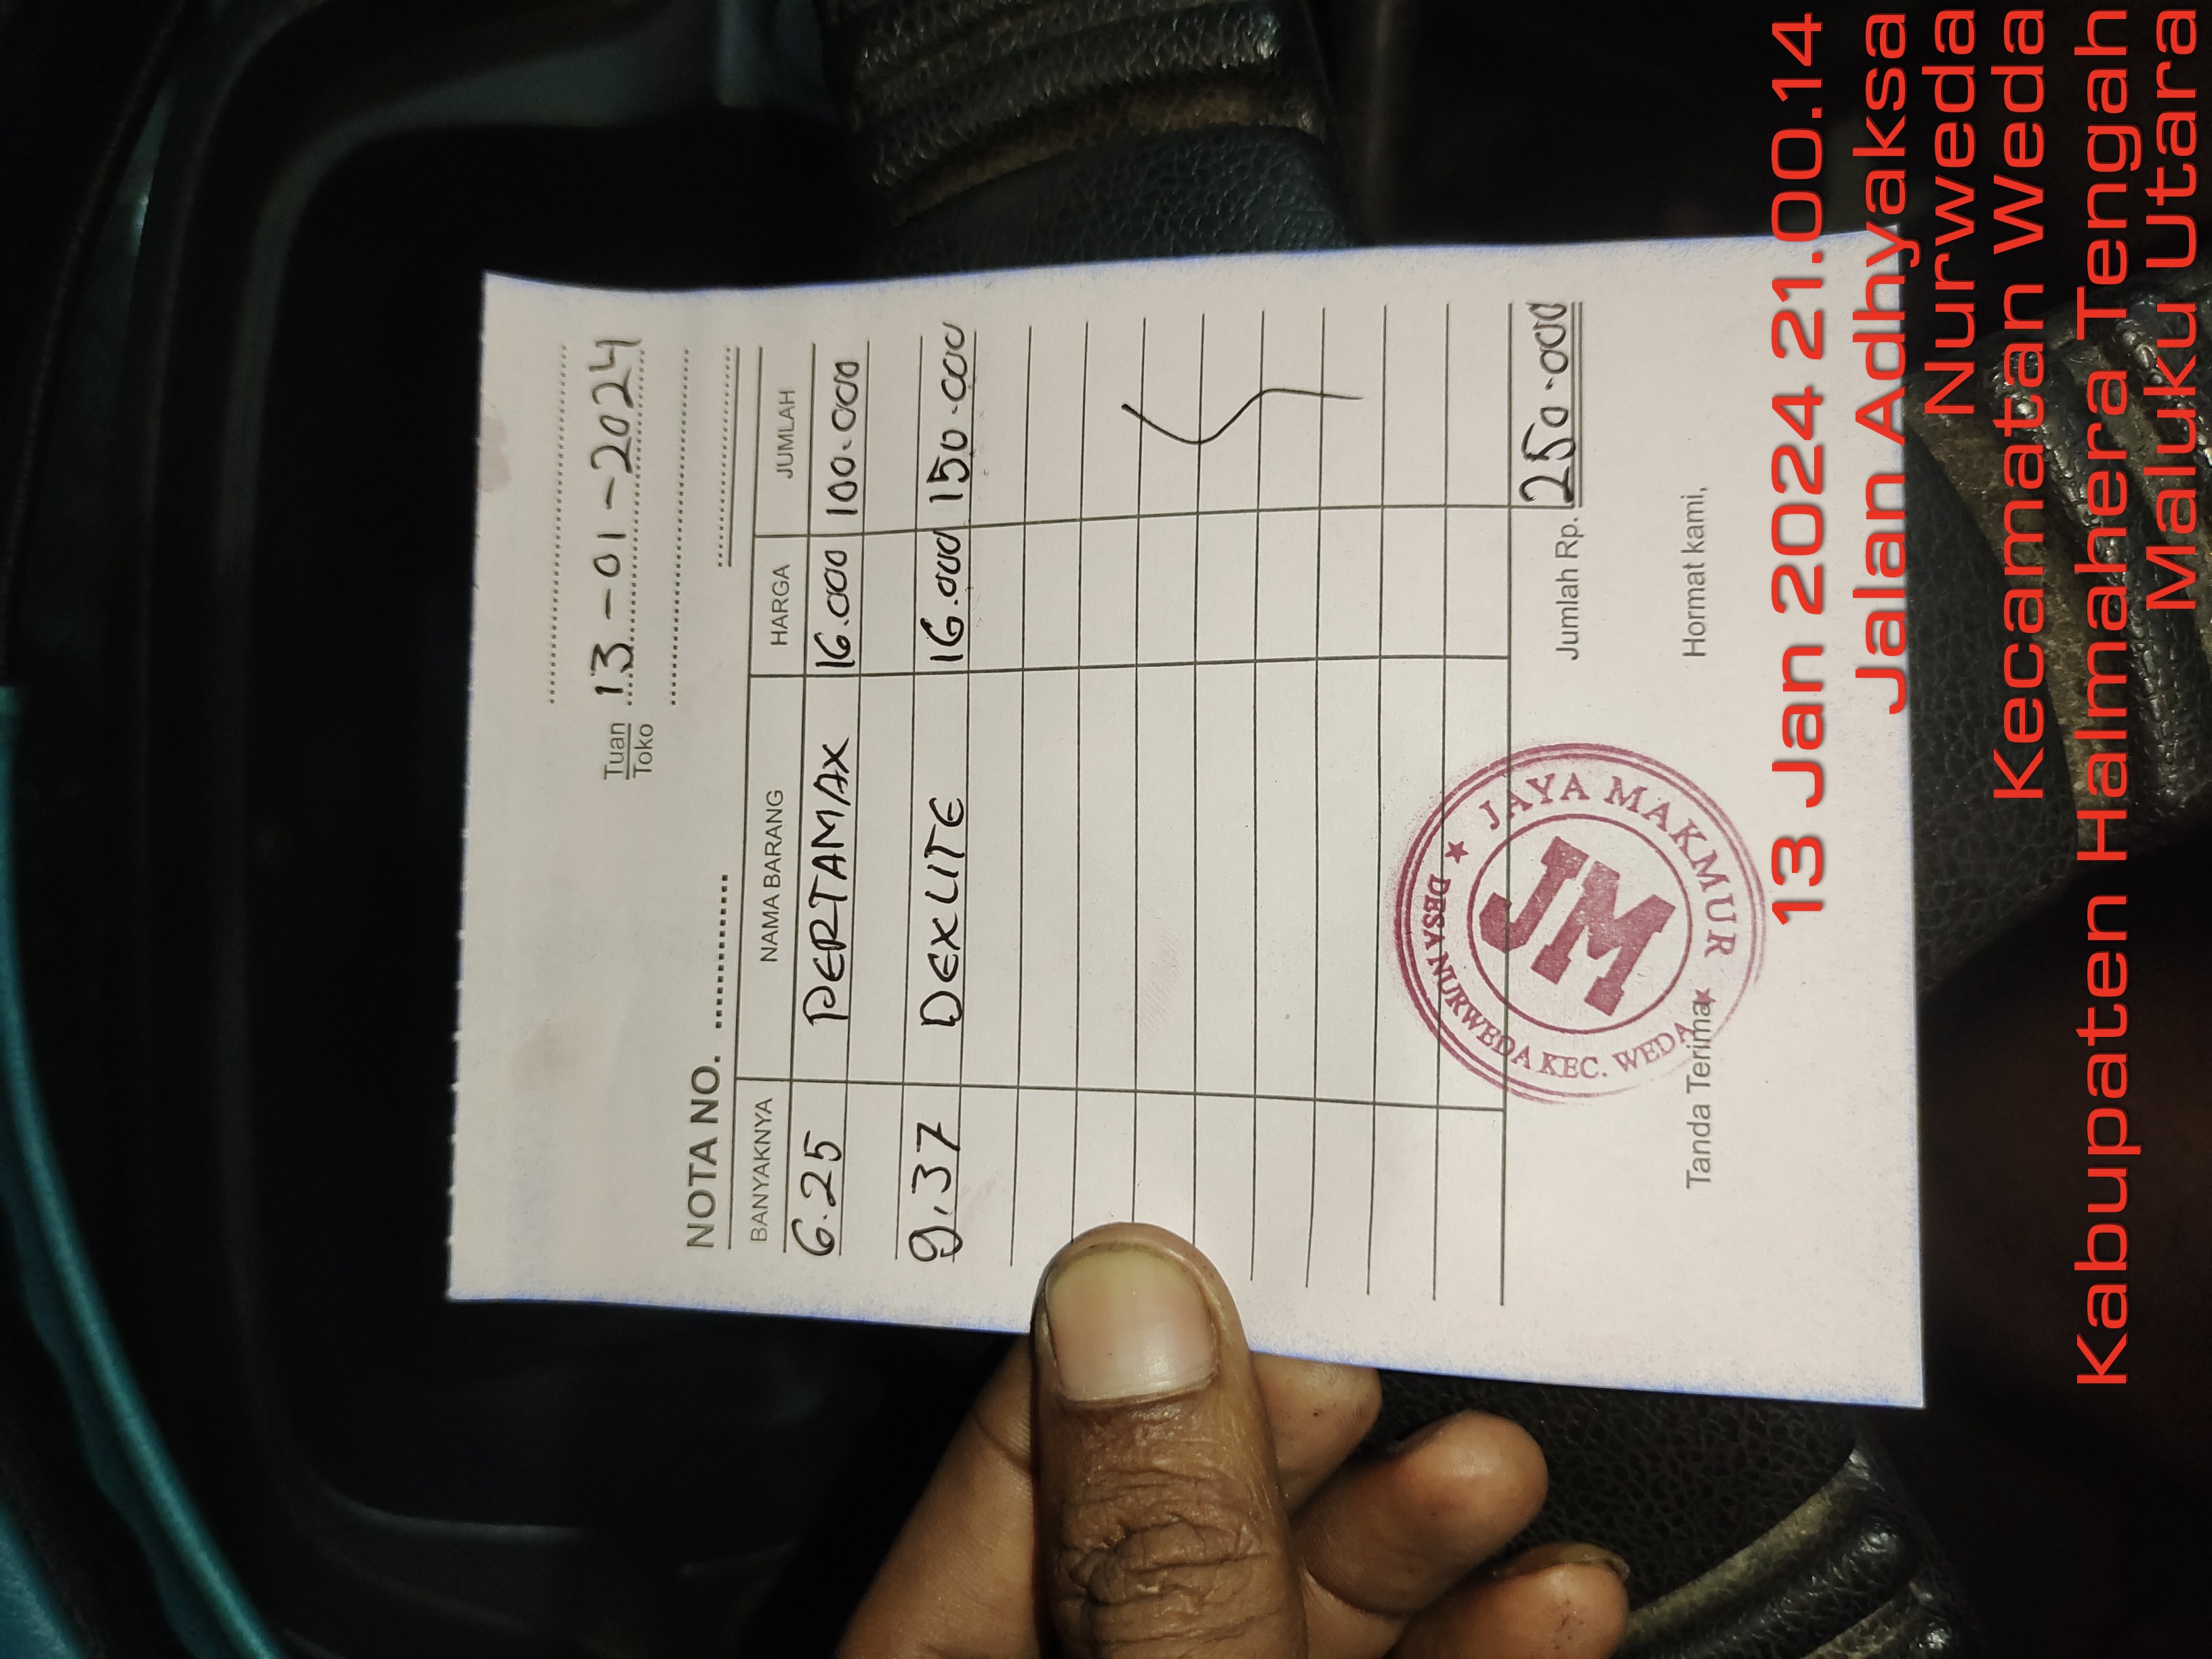 Tuan 13-01-2024
Toko
NOTA NO. ............
BANYAKNYA NAMA BARANG HARGA JUMLAH
6.25 PERTAMAX 16.000 100.000
9,37 DEXLITE 16.000 150.000
Jumlah Rp. 250.000
Tanda Terima Hormat kami,
JAYA MAKMUR
JM
DESA NURWEDA KEC. WEDA
13 Jan 2024 21.00.14
Jalan Adhyaksa
Nurweda
Kecamatan Weda
Kabupaten Halmahera Tengah
Maluku Utara